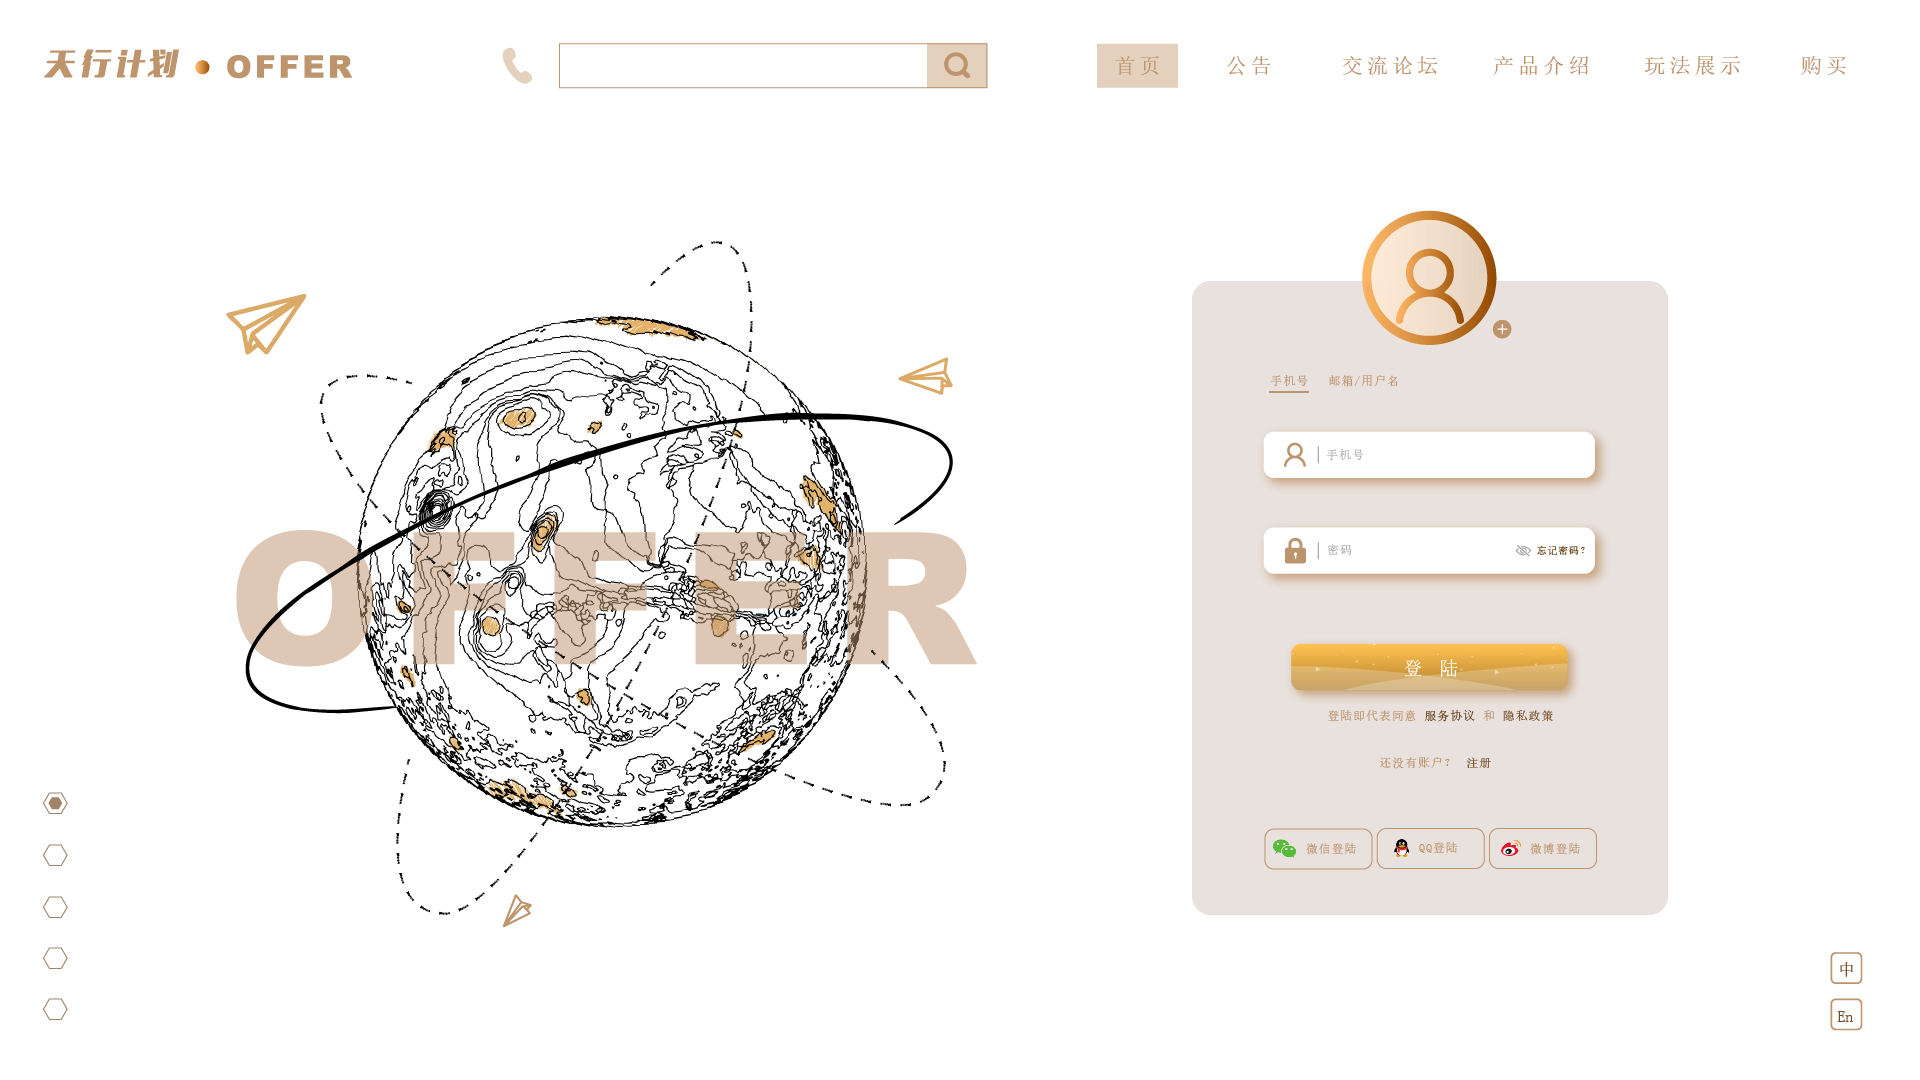 天行计划 • OFFER
首页 公告 交流论坛 产品介绍 玩法展示 购买
OFFER
手机号 邮箱/用户名
手机号
密码 忘记密码?
登 陆
登陆即代表同意 服务协议 和 隐私政策
还没有账户? 注册
微信登陆 QQ登陆 微博登陆
中
En